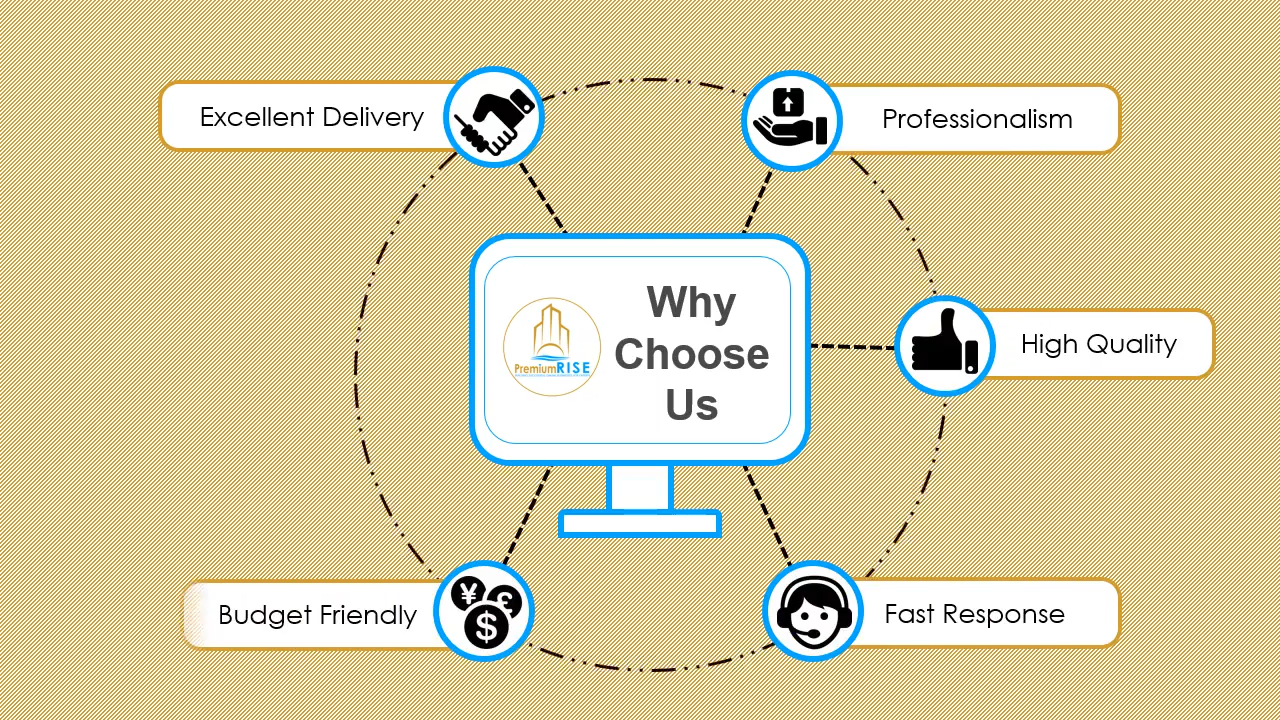 Excellent Delivery
Professionalism
Why
Choose
Us
PremiumRISE
High Quality
Budget Friendly
Fast Response
¥
£
$